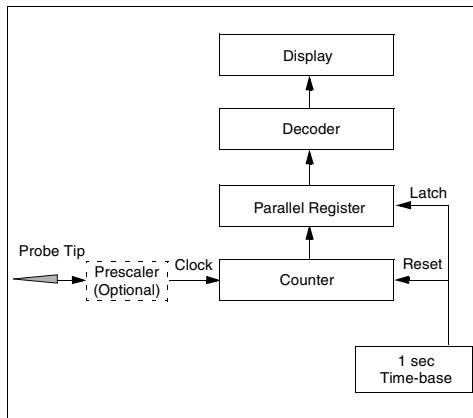 Display
Decoder
Parallel Register
Latch
Probe Tip
Prescaler
(Optional)
Clock
Counter
Reset
1 sec
Time-base